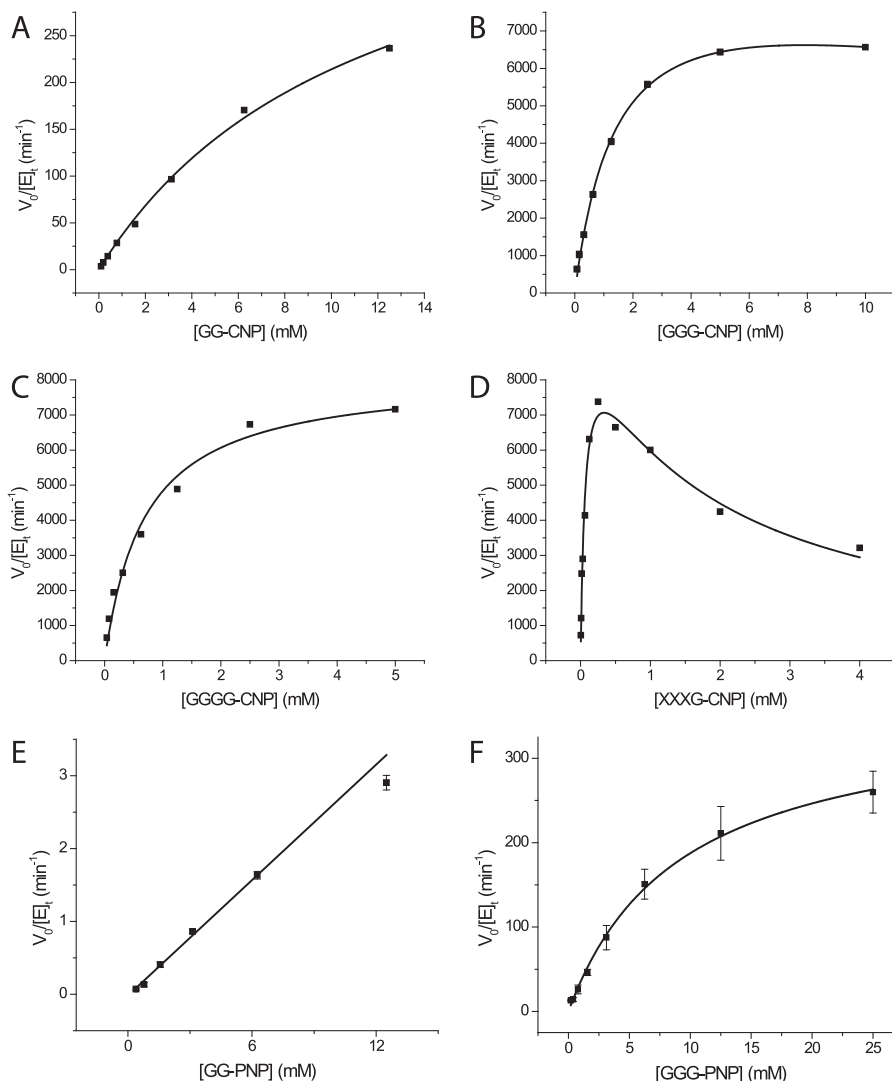 A
250
200
150
100
50
0
V₀/[E]ₜ (min⁻¹)
0 2 4 6 8 10 12 14
[GG-CNP] (mM)
B
7000
6000
5000
4000
3000
2000
1000
0
V₀/[E]ₜ (min⁻¹)
0 2 4 6 8 10
[GGG-CNP] (mM)
C
8000
7000
6000
5000
4000
3000
2000
1000
0
V₀/[E]ₜ (min⁻¹)
0 1 2 3 4 5
[GGGG-CNP] (mM)
D
8000
7000
6000
5000
4000
3000
2000
1000
0
V₀/[E]ₜ (min⁻¹)
0 1 2 3 4
[XXXG-CNP] (mM)
E
3
2
1
0
V₀/[E]ₜ (min⁻¹)
0 6 12
[GG-PNP] (mM)
F
300
200
100
0
V₀/[E]ₜ (min⁻¹)
0 5 10 15 20 25
[GGG-PNP] (mM)